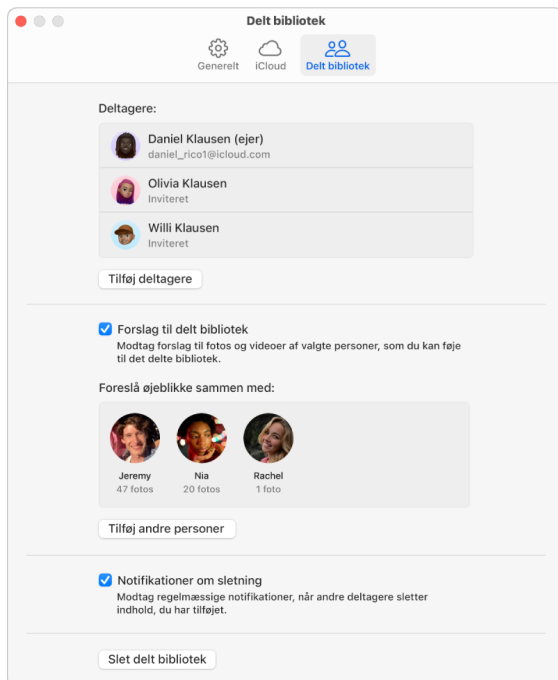 Delt bibliotek
Generelt
iCloud
Delt bibliotek
Deltagere:
Daniel Klausen (ejer)
daniel_rico1@icloud.com
Olivia Klausen
Inviteret
Willi Klausen
Inviteret
Tilføj deltagere
Forslag til delt bibliotek
Modtag forslag til fotos og videoer af valgte personer, som du kan føje
til det delte bibliotek.
Foreslå øjeblikke sammen med:
Jeremy
47 fotos
Nia
20 fotos
Rachel
1 foto
Tilføj andre personer
Notifikationer om sletning
Modtag regelmæssige notifikationer, når andre deltagere sletter
indhold, du har tilføjet.
Slet delt bibliotek